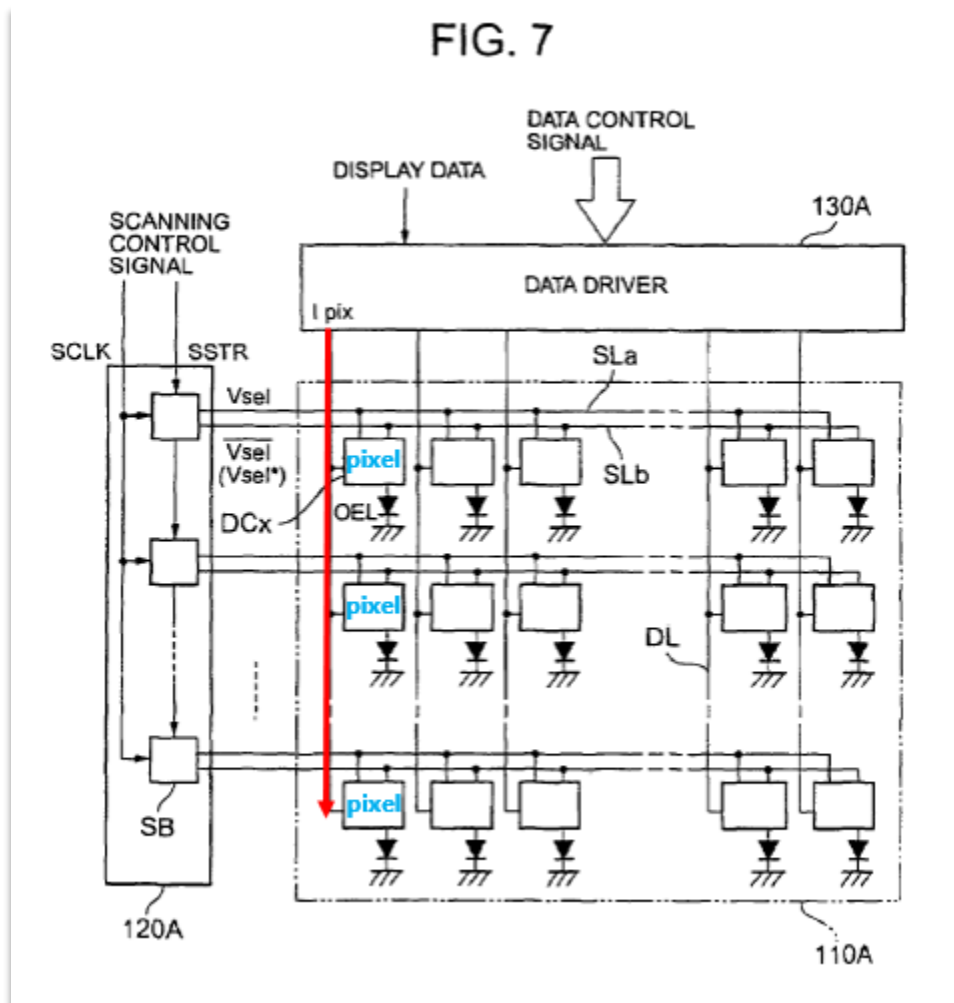 FIG. 7
DATA CONTROL
SIGNAL
DISPLAY DATA
130A
SCANNING
CONTROL
SIGNAL
DATA DRIVER
I pix
SCLK
SSTR
SLa
Vsel
V̅s̅e̅l̅
(Vsel*)
pixel
SLb
DCx
OEL
pixel
DL
pixel
SB
120A
110A